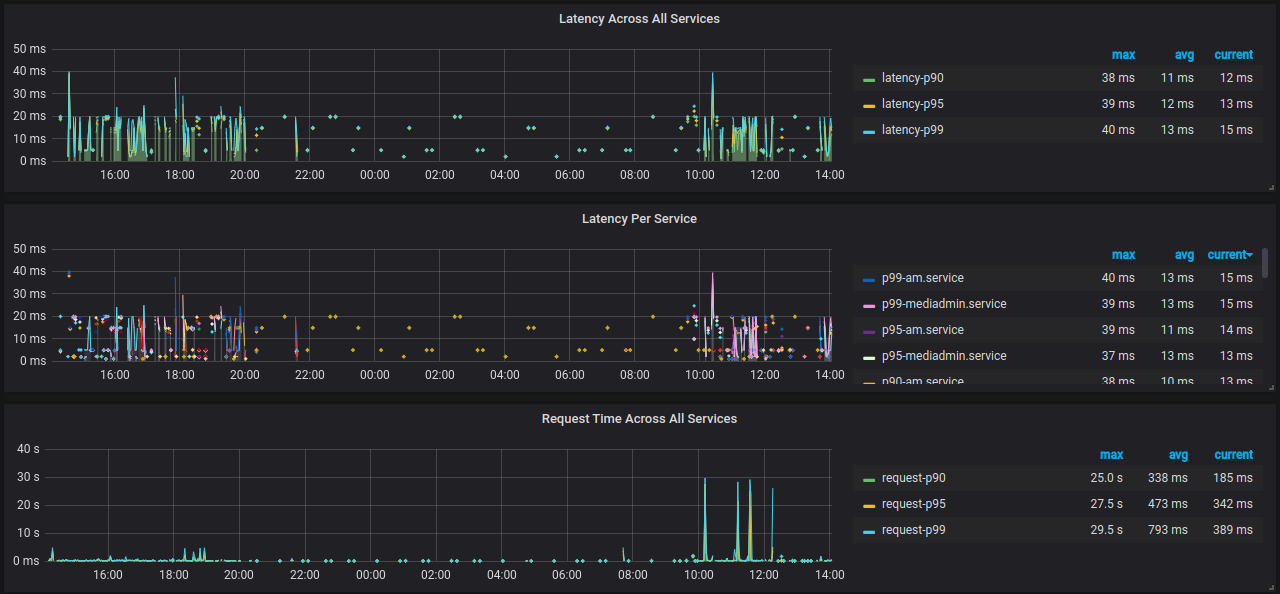 Latency Across All Services
50 ms
40 ms
30 ms
20 ms
10 ms
0 ms
16:00 18:00 20:00 22:00 00:00 02:00 04:00 06:00 08:00 10:00 12:00 14:00
max avg current
latency-p90 38 ms 11 ms 12 ms
latency-p95 39 ms 12 ms 13 ms
latency-p99 40 ms 13 ms 15 ms
Latency Per Service
50 ms
40 ms
30 ms
20 ms
10 ms
0 ms
16:00 18:00 20:00 22:00 00:00 02:00 04:00 06:00 08:00 10:00 12:00 14:00
max avg current
p99-am.service 40 ms 13 ms 15 ms
p99-mediadmin.service 39 ms 13 ms 15 ms
p95-am.service 39 ms 11 ms 14 ms
p95-mediadmin.service 37 ms 13 ms 13 ms
p90-am.service 38 ms 10 ms 13 ms
Request Time Across All Services
40 s
30 s
20 s
10 s
0 ms
16:00 18:00 20:00 22:00 00:00 02:00 04:00 06:00 08:00 10:00 12:00 14:00
max avg current
request-p90 25.0 s 338 ms 185 ms
request-p95 27.5 s 473 ms 342 ms
request-p99 29.5 s 793 ms 389 ms